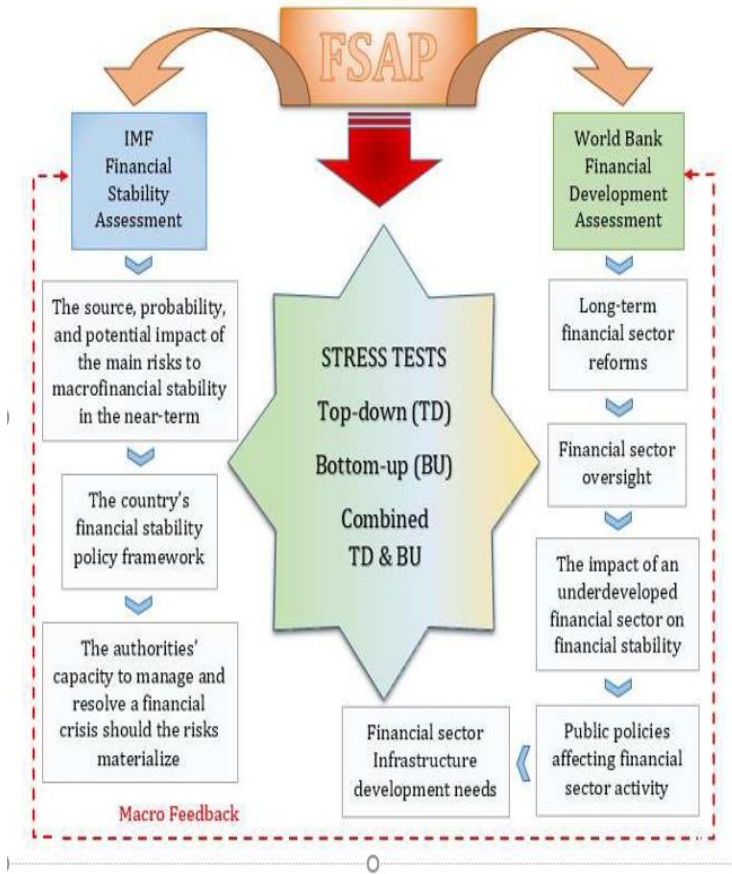 FSAP
IMF
Financial
Stability
Assessment
The source, probability,
and potential impact of
the main risks to
macrofinancial stability
in the near-term
The country's
financial stability
policy framework
The authorities'
capacity to manage and
resolve a financial
crisis should the risks
materialize
STRESS TESTS
Top-down (TD)
Bottom-up (BU)
Combined
TD & BU
World Bank
Financial
Development
Assessment
Long-term
financial sector
reforms
Financial sector
oversight
The impact of an
underdeveloped
financial sector on
financial stability
Public policies
affecting financial
sector activity
Financial sector
Infrastructure
development needs
Macro Feedback